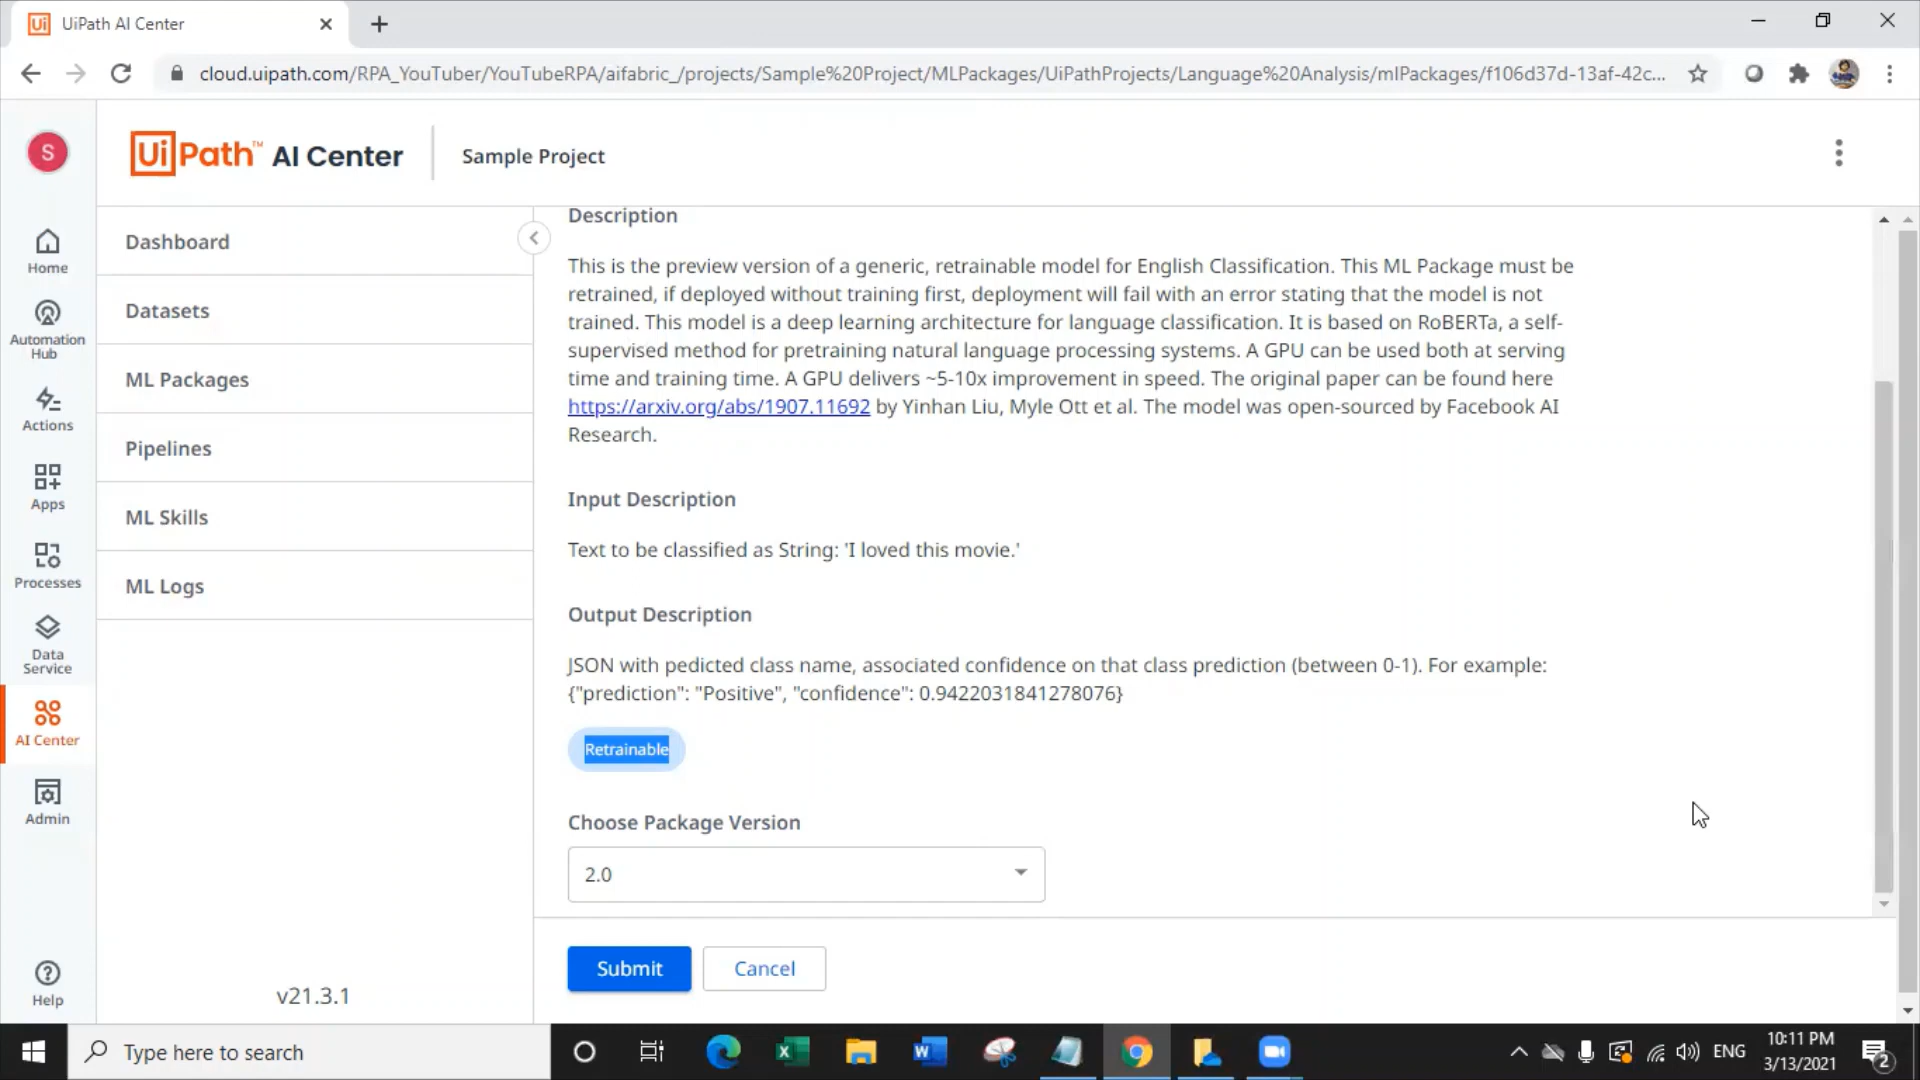 UiPath AI Center
cloud.uipath.com/RPA_YouTuber/YouTubeRPA/aifabric_/projects/Sample%20Project/MLPackages/UiPathProjects/Language%20Analysis/mlPackages/f106d37d-13af-42c...
S
UiPath™ AI Center
Sample Project
Home
Automation
Hub
Actions
Apps
Processes
Data
Service
AI Center
Admin
Help
Dashboard
Datasets
ML Packages
Pipelines
ML Skills
ML Logs
v21.3.1
Description
This is the preview version of a generic, retrainable model for English Classification. This ML Package must be
retrained, if deployed without training first, deployment will fail with an error stating that the model is not
trained. This model is a deep learning architecture for language classification. It is based on RoBERTa, a self-
supervised method for pretraining natural language processing systems. A GPU can be used both at serving
time and training time. A GPU delivers ~5-10x improvement in speed. The original paper can be found here
https://arxiv.org/abs/1907.11692 by Yinhan Liu, Myle Ott et al. The model was open-sourced by Facebook AI
Research.
Input Description
Text to be classified as String: 'I loved this movie.'
Output Description
JSON with pedicted class name, associated confidence on that class prediction (between 0-1). For example:
{"prediction": "Positive", "confidence": 0.9422031841278076}
Retrainable
Choose Package Version
2.0
Submit
Cancel
Type here to search
ENG
10:11 PM
3/13/2021
2